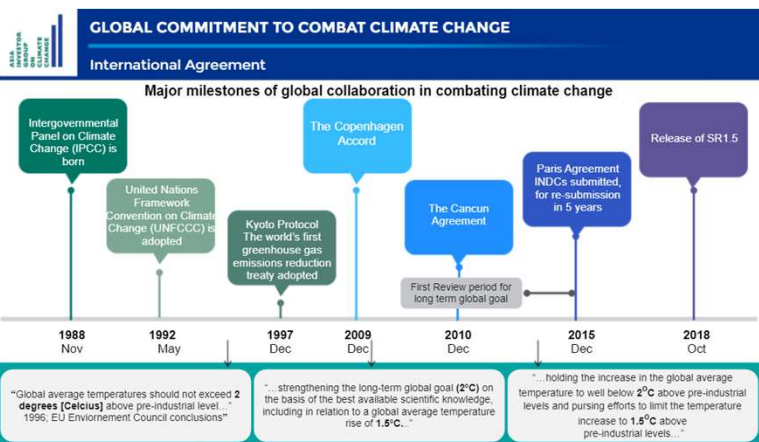 ASIA
INVESTOR
GROUP
ON
CLIMATE
CHANGE
GLOBAL COMMITMENT TO COMBAT CLIMATE CHANGE
International Agreement
Major milestones of global collaboration in combating climate change
Intergovernmental
Panel on Climate
Change (IPCC) is
born
United Nations
Framework
Convention on Climate
Change (UNFCCC) is
adopted
Kyoto Protocol
The world's first
greenhouse gas
emissions reduction
treaty adopted
The Copenhagen
Accord
The Cancun
Agreement
First Review period for
long term global goal
Paris Agreement
INDCs submitted,
for re-submission
in 5 years
Release of SR1.5
1988
Nov
1992
May
1997
Dec
2009
Dec
2010
Dec
2015
Dec
2018
Oct
"Global average temperatures should not exceed 2
degrees [Celcius] above pre-industrial level…"
1996; EU Enviornement Council conclusions"
"…strengthening the long-term global goal (2°C) on
the basis of the best available scientific knowledge,
including in relation to a global average temperature
rise of 1.5°C…"
"…holding the increase in the global average
temperature to well below 2°C above pre-industrial
levels and pursing efforts to limit the temperature
increase to 1.5°C above
pre-industrial levels…"